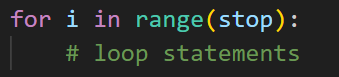 for i in range(stop):
    # loop statements